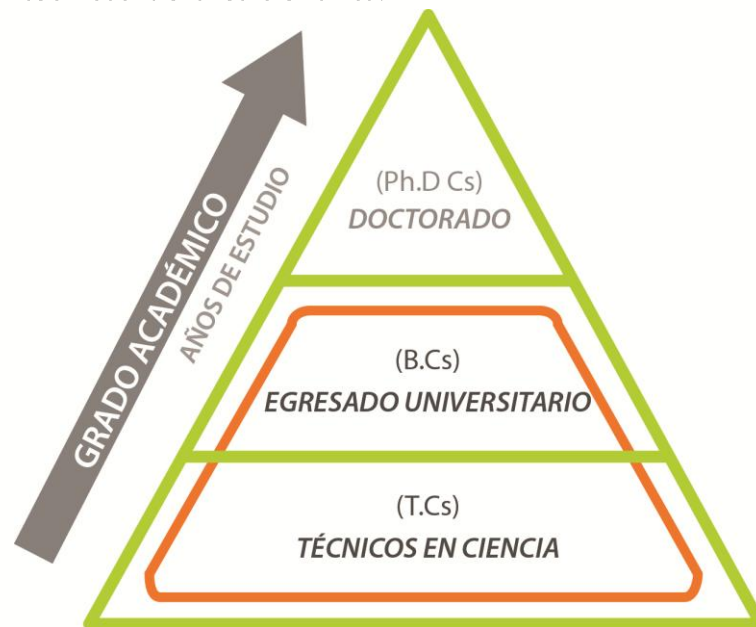 (Ph.D Cs)
DOCTORADO
GRADO ACADÉMICO
AÑOS DE ESTUDIO
(B.Cs)
EGRESADO UNIVERSITARIO
(T.Cs)
TÉCNICOS EN CIENCIA